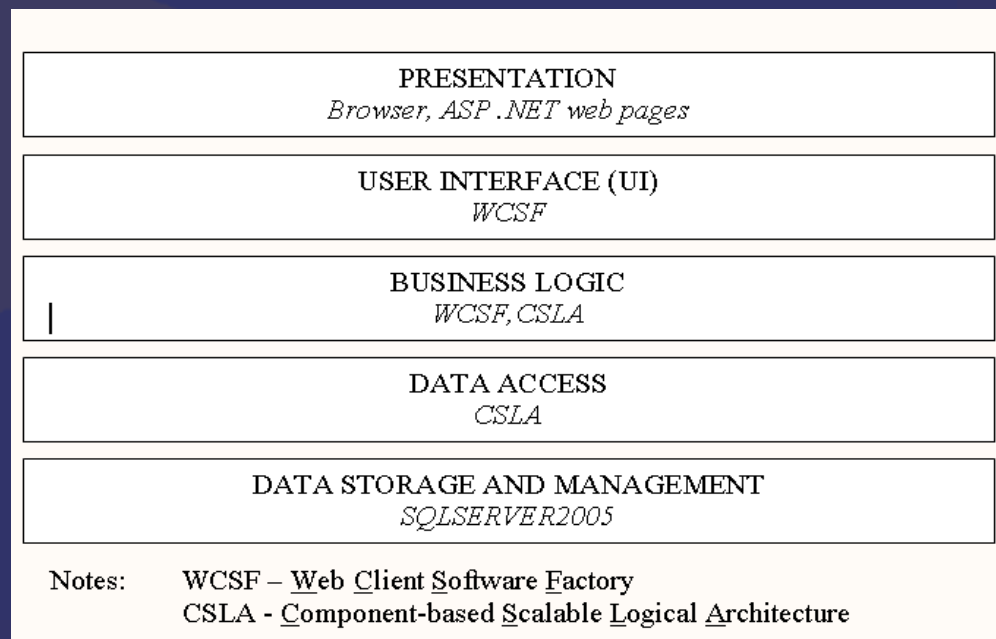 PRESENTATION
Browser, ASP .NET web pages
USER INTERFACE (UI)
WCSF
BUSINESS LOGIC
WCSF,CSLA
DATA ACCESS
CSLA
DATA STORAGE AND MANAGEMENT
SQLSERVER2005
Notes: WCSF – Web Client Software Factory
CSLA - Component-based Scalable Logical Architecture